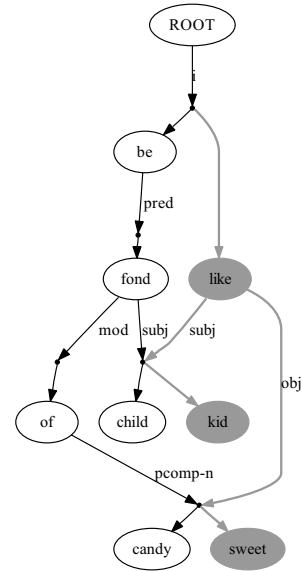 ROOT
i
be
pred
fond
like
mod
subj
subj
obj
of
child
kid
pcomp-n
candy
sweet